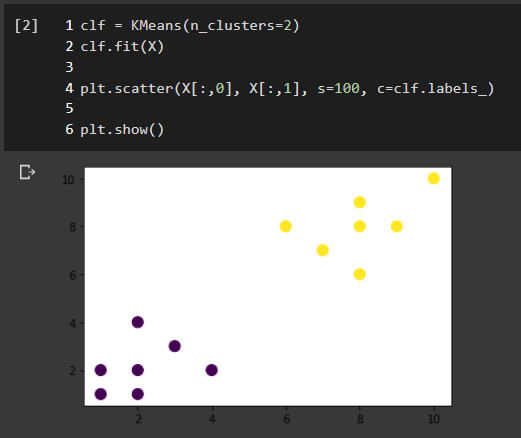 [2] 1 clf = KMeans(n_clusters=2)
2 clf.fit(X)
3
4 plt.scatter(X[:,0], X[:,1], s=100, c=clf.labels_)
5
6 plt.show()
10
8
6
4
2
2 4 6 8 10